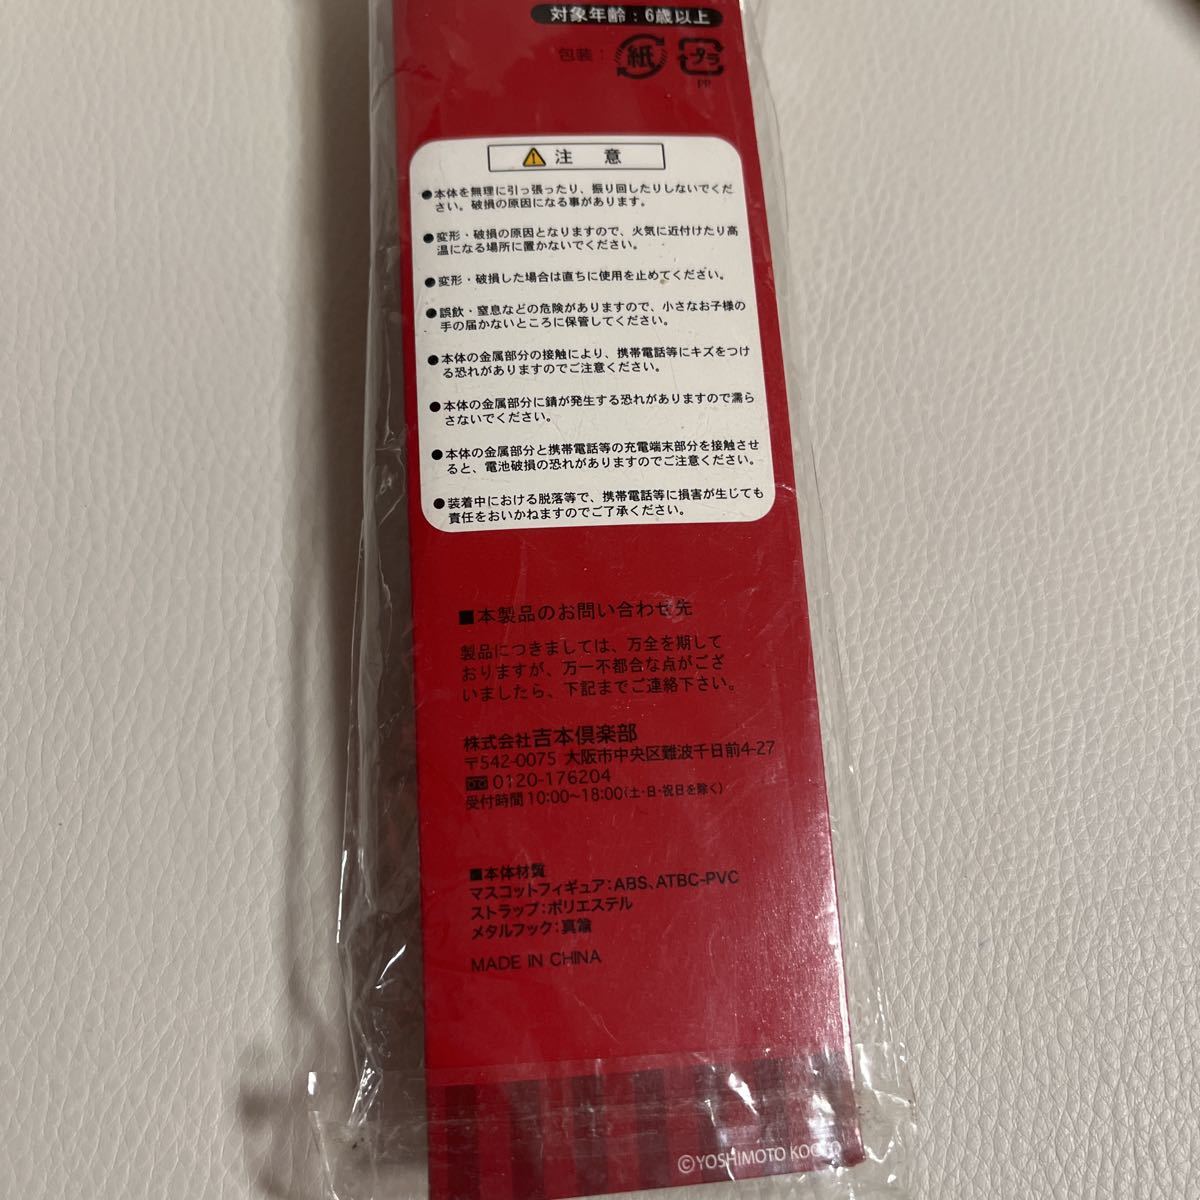 対象年齢：6歳以上
包装：紙 プラ
PP
注 意
●本体を無理に引っ張ったり、振り回したりしないでくだ
さい。破損の原因になる事があります。
●変形・破損の原因となりますので、火気に近付けたり高
温になる場所に置かないでください。
●変形・破損した場合は直ちに使用を止めてください。
●誤飲・窒息などの危険がありますので、小さなお子様の
手の届かないところに保管してください。
●本体の金属部分の接触により、携帯電話等にキズをつけ
る恐れがありますのでご注意ください。
●本体の金属部分に錆が発生する恐れがありますので濡ら
さないでください。
●本体の金属部分と携帯電話等の充電端末部分を接触させ
ると、電池破損の恐れがありますのでご注意ください。
●装着中における脱落等で、携帯電話等に損害が生じても
責任をおいかねますのでご了承ください。
■本製品のお問い合わせ先
製品につきましては、万全を期して
おりますが、万一不都合な点がござ
いましたら、下記までご連絡下さい。
株式会社吉本倶楽部
〒542-0075 大阪市中央区難波千日前4-27
0120-176204
受付時間10:00～18:00(土・日・祝日を除く)
■本体材質
マスコットフィギュア：ABS、ATBC-PVC
ストラップ：ポリエステル
メタルフック：真鍮
MADE IN CHINA
©YOSHIMOTO KOGYO